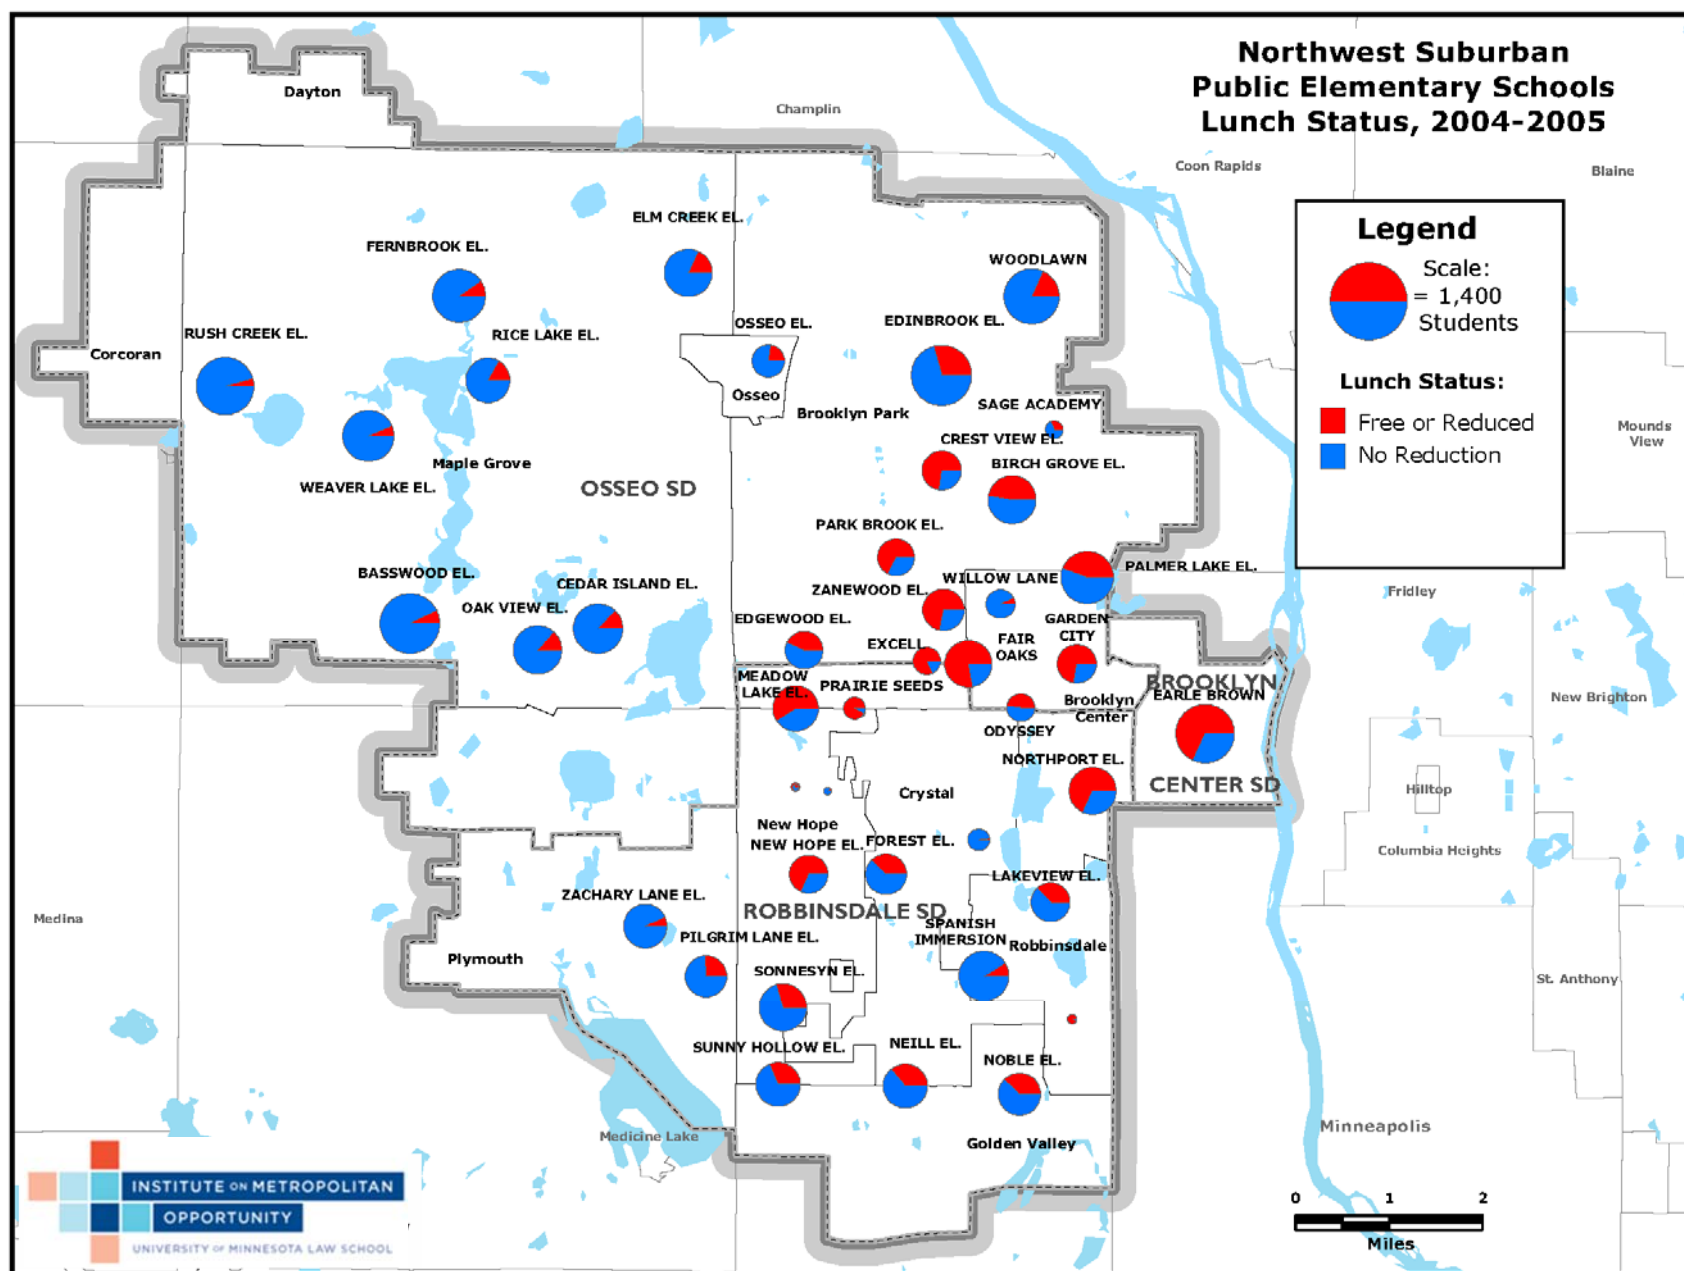 Northwest Suburban
Public Elementary Schools
Lunch Status, 2004-2005
Dayton
Champlin
Coon Rapids
Blaine
Legend
Scale:
= 1,400
Students
Lunch Status:
Free or Reduced
No Reduction
ELM CREEK EL.
FERNBROOK EL.
WOODLAWN
RUSH CREEK EL.
RICE LAKE EL.
OSSEO EL.
EDINBROOK EL.
Corcoran
Osseo
Brooklyn Park
SAGE ACADEMY
Mounds
View
CREST VIEW EL.
Maple Grove
BIRCH GROVE EL.
WEAVER LAKE EL.
OSSEO SD
PARK BROOK EL.
BASSWOOD EL.
CEDAR ISLAND EL.
OAK VIEW EL.
ZANEWOOD EL.
WILLOW LANE
PALMER LAKE EL.
Fridley
EDGEWOOD EL.
GARDEN
CITY
EXCELL
FAIR
OAKS
MEADOW
LAKE EL.
PRAIRIE SEEDS
BROOKLYN
EARLE BROWN
Brooklyn
Center
New Brighton
ODYSSEY
NORTHPORT EL.
CENTER SD
Hilltop
Crystal
New Hope
NEW HOPE EL.
FOREST EL.
Columbia Heights
LAKEVIEW EL.
ZACHARY LANE EL.
Medina
ROBBINSDALE SD
SPANISH
IMMERSION
Robbinsdale
PILGRIM LANE EL.
Plymouth
SONNESYN EL.
St. Anthony
SUNNY HOLLOW EL.
NEILL EL.
NOBLE EL.
Medicine Lake
Golden Valley
Minneapolis
INSTITUTE ON METROPOLITAN
OPPORTUNITY
UNIVERSITY OF MINNESOTA LAW SCHOOL
0 1 2
Miles